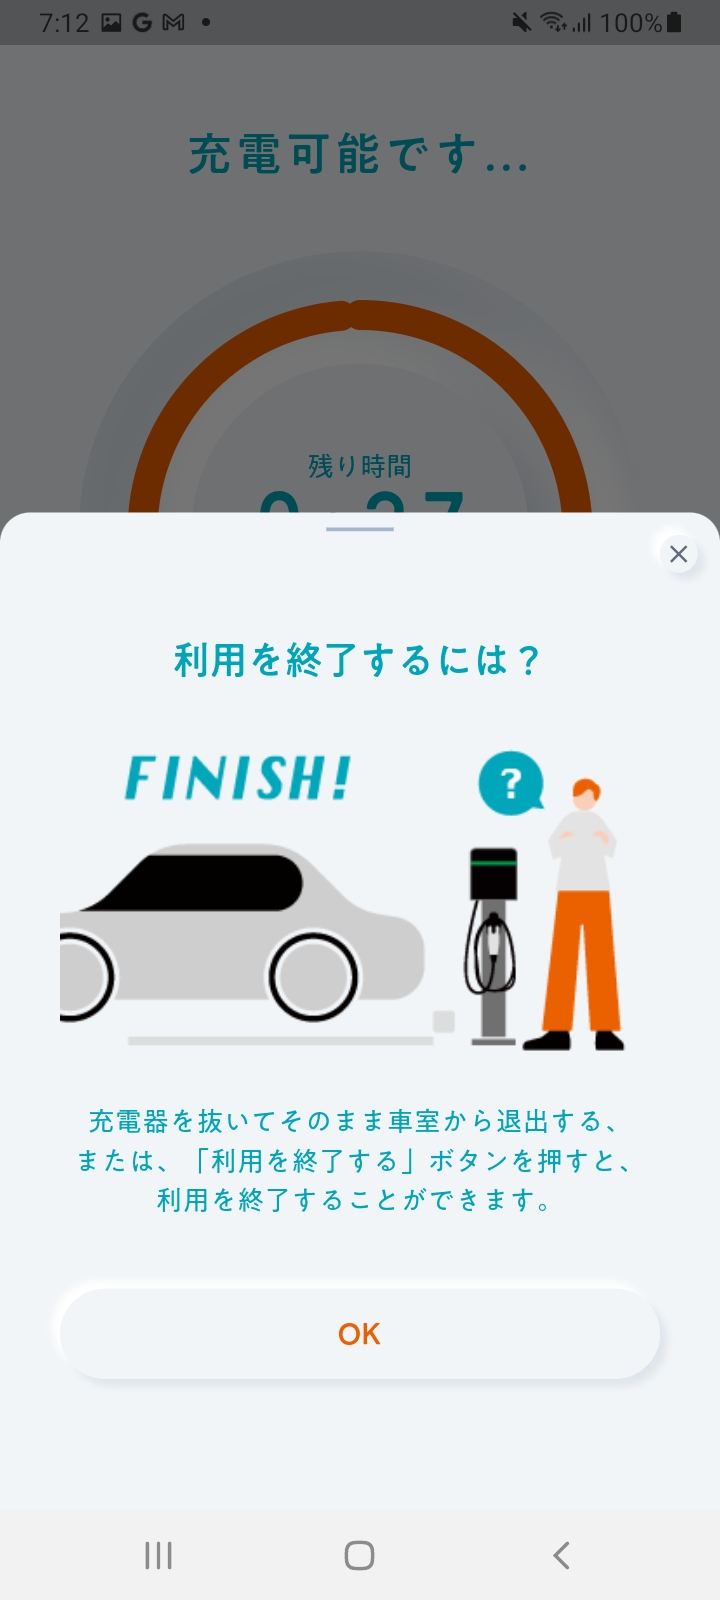 7:12
100%
充電可能です...
残り時間
利用を終了するには？
FINISH!
?
充電器を抜いてそのまま車室から退出する、
または、「利用を終了する」ボタンを押すと、
利用を終了することができます。
OK